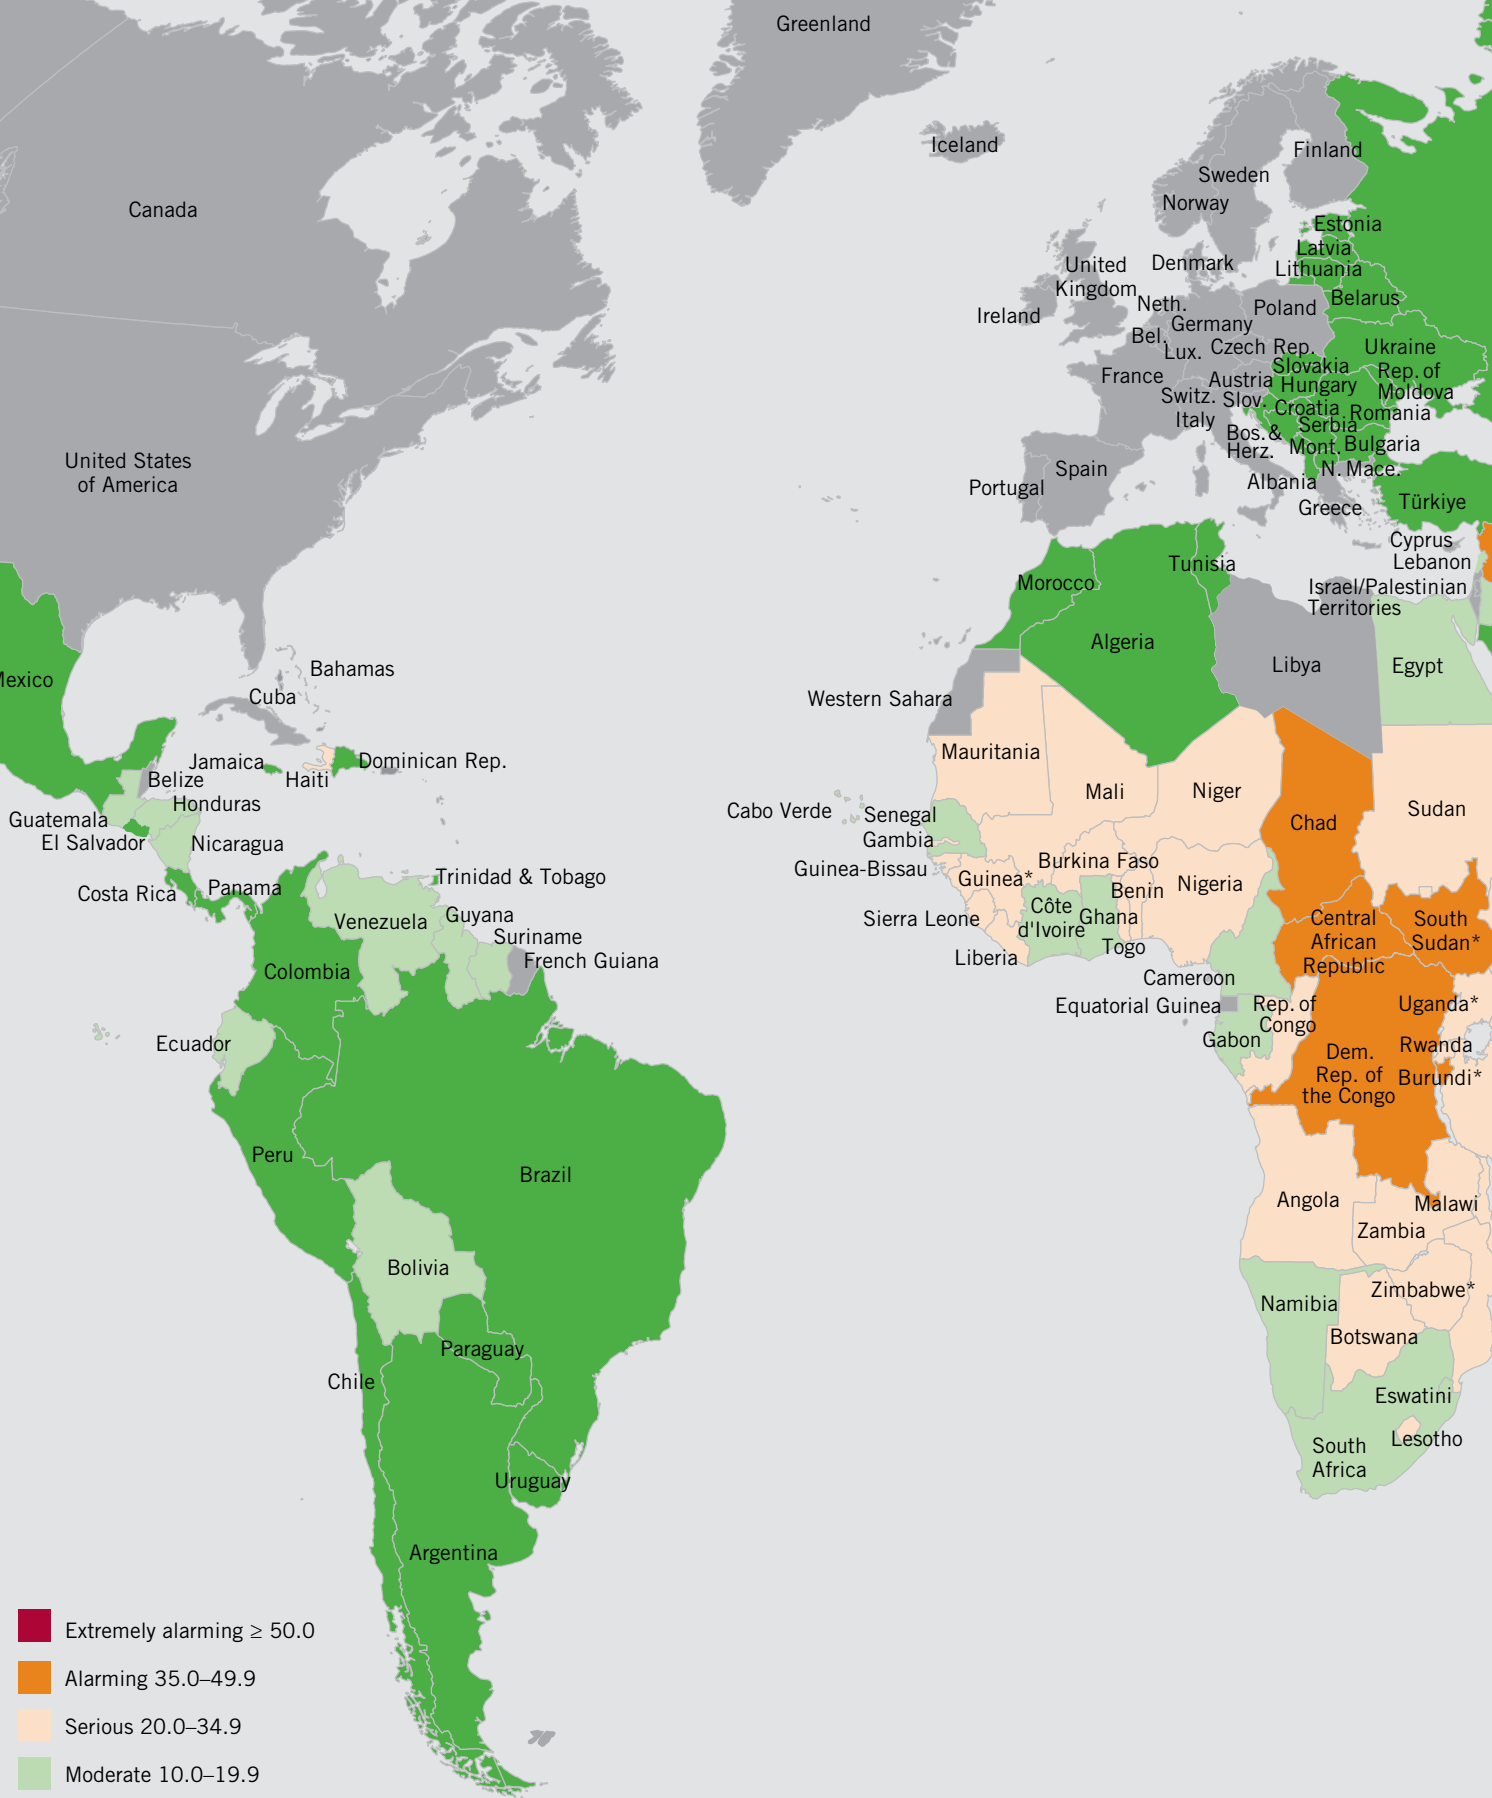 Greenland
Iceland
Finland
Sweden
Norway
Canada
Estonia
Latvia
Lithuania
United
Kingdom
Denmark
Belarus
Neth.
Poland
Ireland
Germany
Bel.
Lux.
Czech Rep.
Ukraine
Slovakia
France
Austria
Hungary
Rep. of
Moldova
Switz.
Slov.
Croatia
Romania
Italy
Serbia
Bos. &
Herz.
Mont.
Bulgaria
United States
of America
Spain
N. Mace.
Portugal
Albania
Türkiye
Greece
Cyprus
Lebanon
Tunisia
Morocco
Israel/Palestinian
Territories
Algeria
Libya
Egypt
Bahamas
Mexico
Cuba
Western Sahara
Mauritania
Jamaica
Dominican Rep.
Belize
Haiti
Mali
Niger
Honduras
Cabo Verde
Senegal
Chad
Sudan
Guatemala
El Salvador
Nicaragua
Gambia
Burkina Faso
Guinea-Bissau
Guinea*
Trinidad & Tobago
Costa Rica
Panama
Benin
Nigeria
Venezuela
Guyana
Sierra Leone
Côte
d'Ivoire
Ghana
Central
African
Republic
South
Sudan*
Suriname
Togo
Liberia
French Guiana
Colombia
Cameroon
Equatorial Guinea
Rep. of
Congo
Uganda*
Ecuador
Gabon
Rwanda
Dem.
Rep. of
the Congo
Burundi*
Peru
Brazil
Angola
Malawi
Zambia
Bolivia
Zimbabwe*
Namibia
Botswana
Paraguay
Chile
Eswatini
Lesotho
South
Africa
Uruguay
Argentina
Extremely alarming ≥ 50.0
Alarming 35.0–49.9
Serious 20.0–34.9
Moderate 10.0–19.9